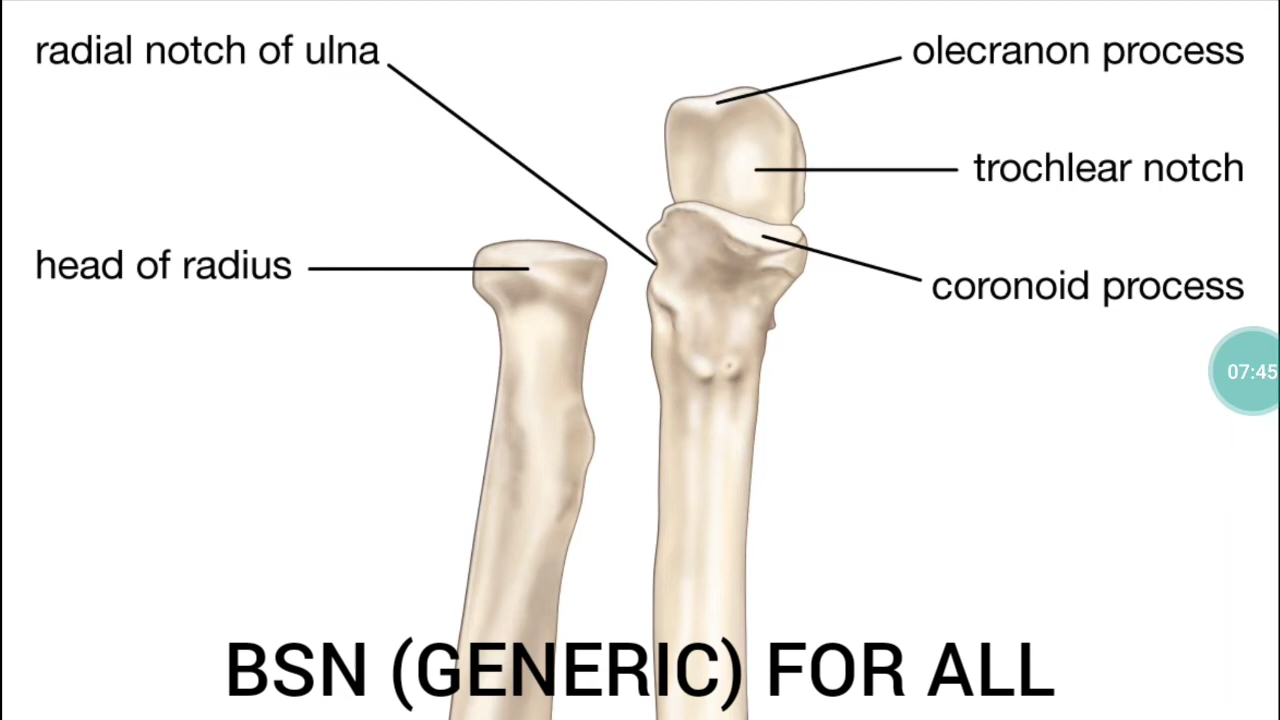 radial notch of ulna
olecranon process
trochlear notch
head of radius
coronoid process
07:45
BSN (GENERIC) FOR ALL